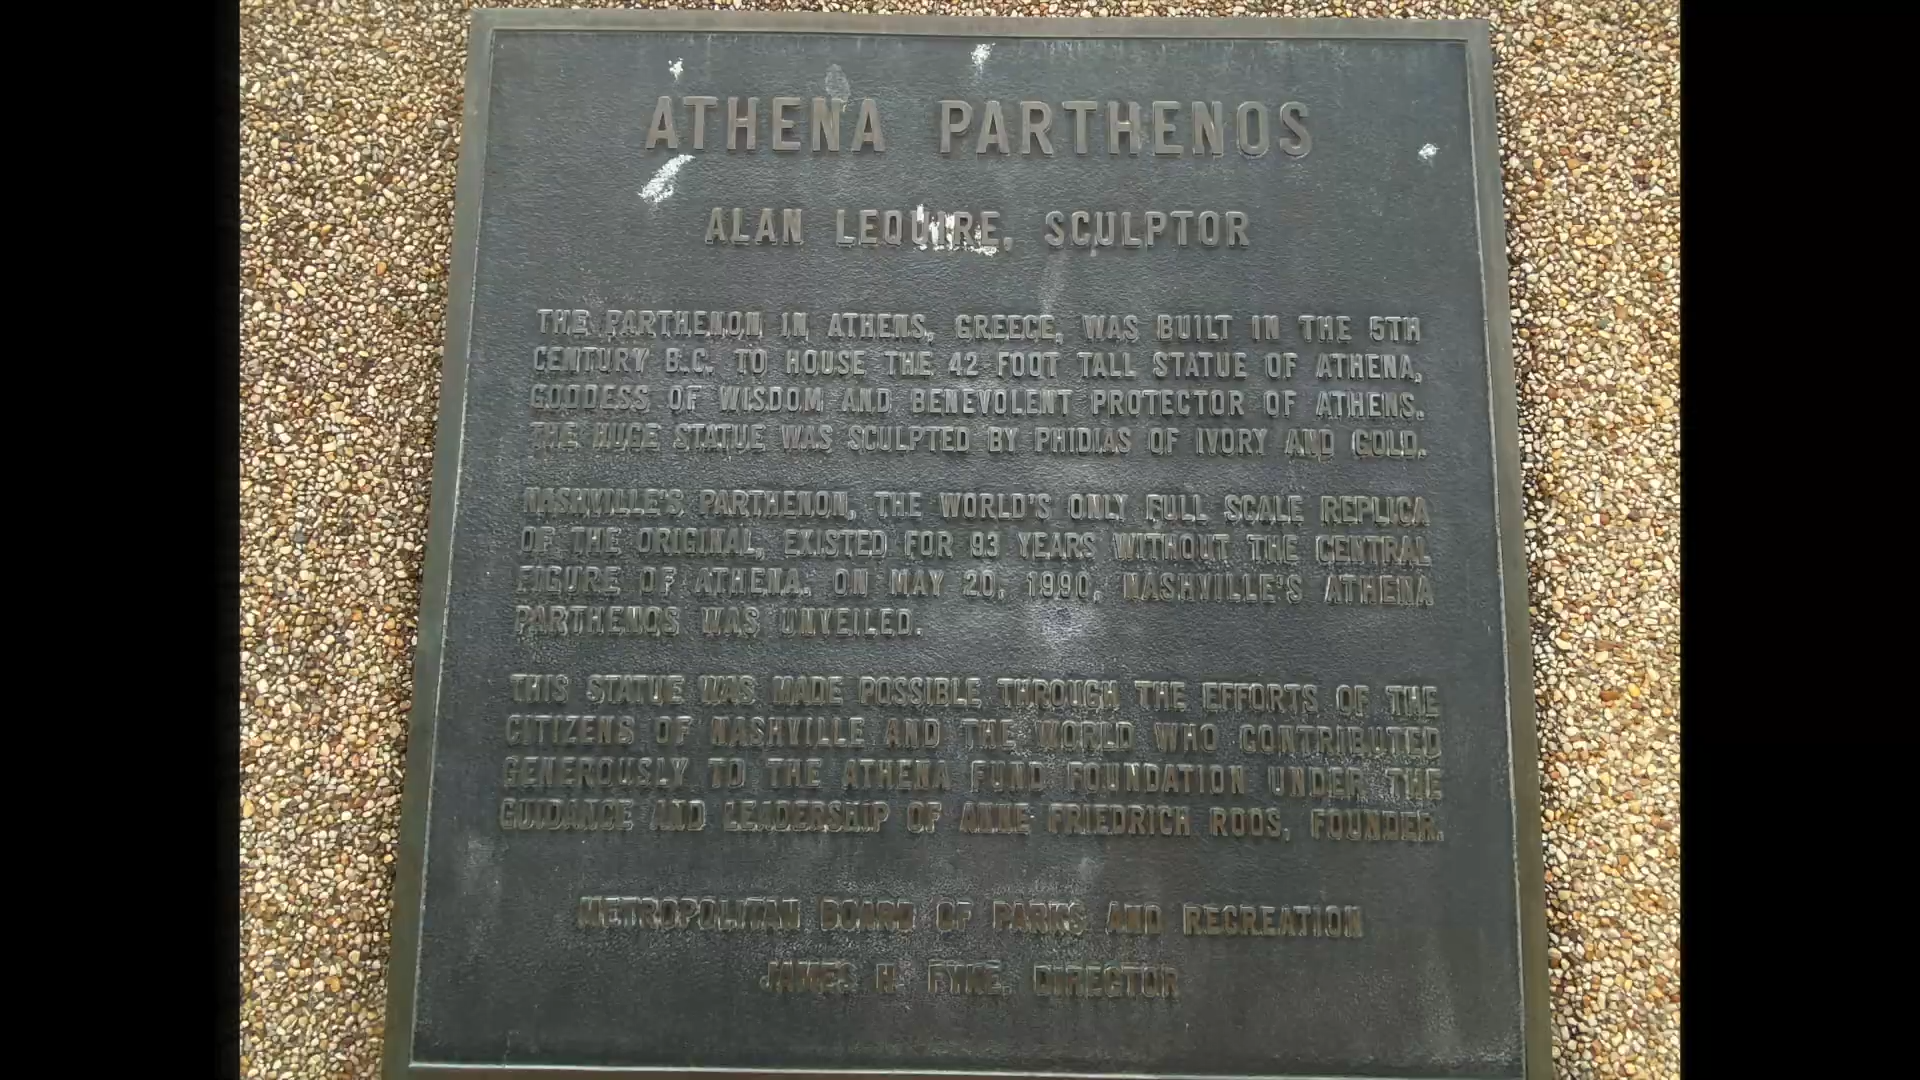 ATHENA PARTHENOS
ALAN LEQUIRE, SCULPTOR
THE PARTHENON IN ATHENS, GREECE, WAS BUILT IN THE 5TH
CENTURY B.C. TO HOUSE THE 42 FOOT TALL STATUE OF ATHENA,
GODDESS OF WISDOM AND BENEVOLENT PROTECTOR OF ATHENS.
THE HUGE STATUE WAS SCULPTED BY PHIDIAS OF IVORY AND GOLD.
NASHVILLE'S PARTHENON, THE WORLD'S ONLY FULL SCALE REPLICA
OF THE ORIGINAL, EXISTED FOR 93 YEARS WITHOUT THE CENTRAL
FIGURE OF ATHENA. ON MAY 20, 1990, NASHVILLE'S ATHENA
PARTHENOS WAS UNVEILED.
THIS STATUE WAS MADE POSSIBLE THROUGH THE EFFORTS OF THE
CITIZENS OF NASHVILLE AND THE WORLD WHO CONTRIBUTED
GENEROUSLY TO THE ATHENA FUND FOUNDATION UNDER THE
GUIDANCE AND LEADERSHIP OF ANNE FRIEDRICH ROOS, FOUNDER.
METROPOLITAN BOARD OF PARKS AND RECREATION
JAMES H. FYKE, DIRECTOR